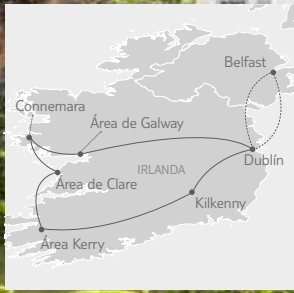 Belfast
Connemara
Área de Galway
Dublín
IRLANDA
Área de Clare
Kilkenny
Área Kerry